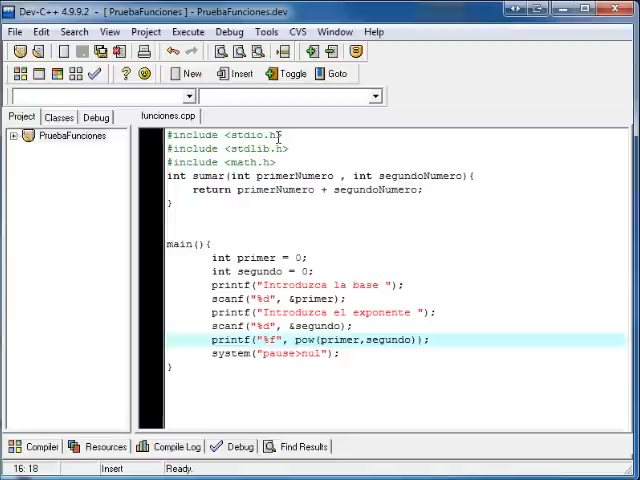 Dev-C++ 4.9.9.2 - [ PruebaFunciones ] - PruebaFunciones.dev
File Edit Search View Project Execute Debug Tools CVS Window Help
New Insert Toggle Goto
Project Classes Debug funciones.cpp
PruebaFunciones
#include <stdio.h>
#include <stdlib.h>
#include <math.h>
int sumar(int primerNumero , int segundoNumero){
return primerNumero + segundoNumero;
}
main(){
int primer = 0;
int segundo = 0;
printf("Introduzca la base ");
scanf("%d", &primer);
printf("Introduzca el exponente ");
scanf("%d", &segundo);
printf("%f", pow(primer,segundo));
system("pause>nul");
}
Compiler Resources Compile Log Debug Find Results
16: 18 Insert Ready.